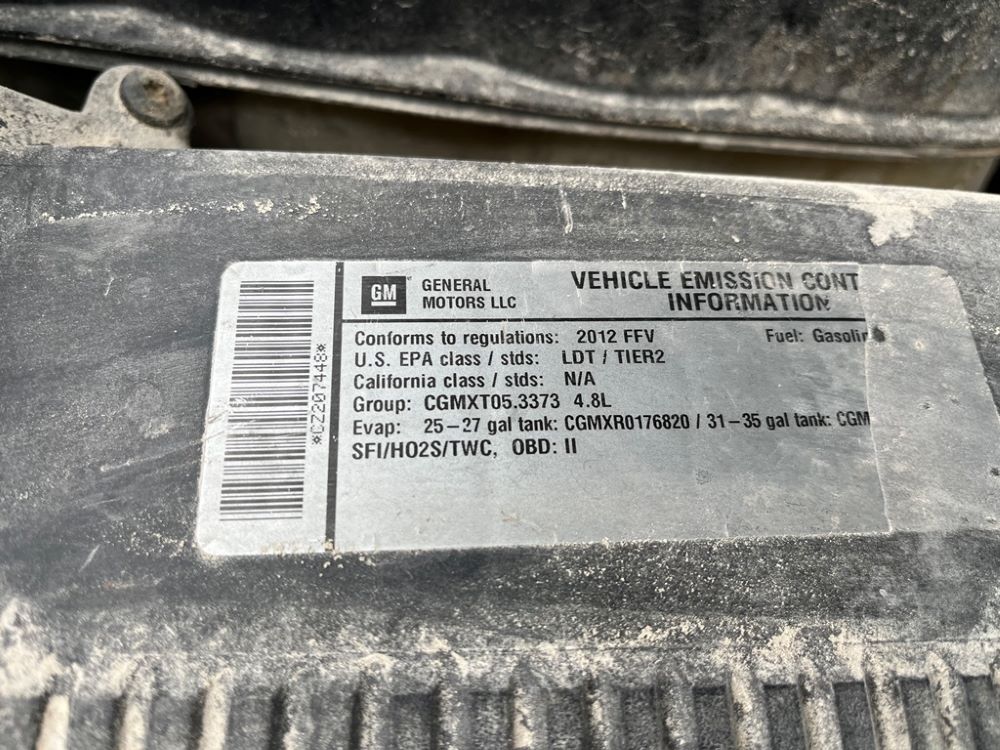 GM GENERAL MOTORS LLC
VEHICLE EMISSION CONT
INFORMATION
Conforms to regulations: 2012 FFV Fuel: Gasolin
U.S. EPA class / stds: LDT / TIER2
California class / stds: N/A
Group: CGMXT05.3373 4.8L
Evap: 25-27 gal tank: CGMXR0176820 / 31-35 gal tank: CGM
SFI/HO2S/TWC, OBD: II
*CZ207448*